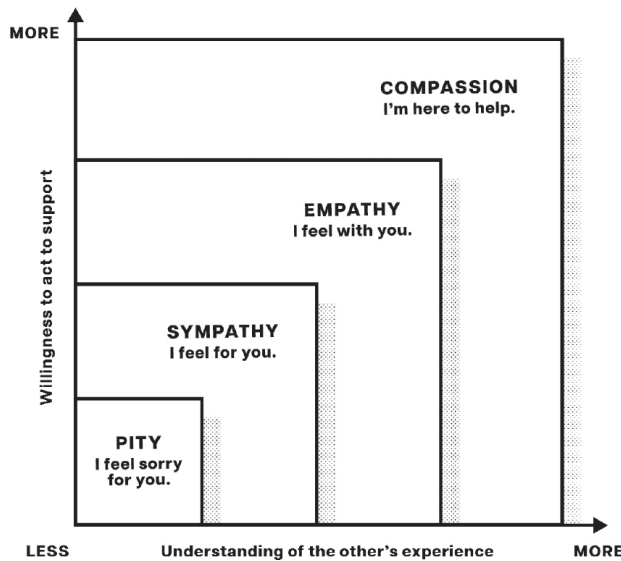 MORE
COMPASSION
I'm here to help.
EMPATHY
I feel with you.
Willingness to act to support
SYMPATHY
I feel for you.
PITY
I feel sorry
for you.
LESS
Understanding of the other's experience
MORE